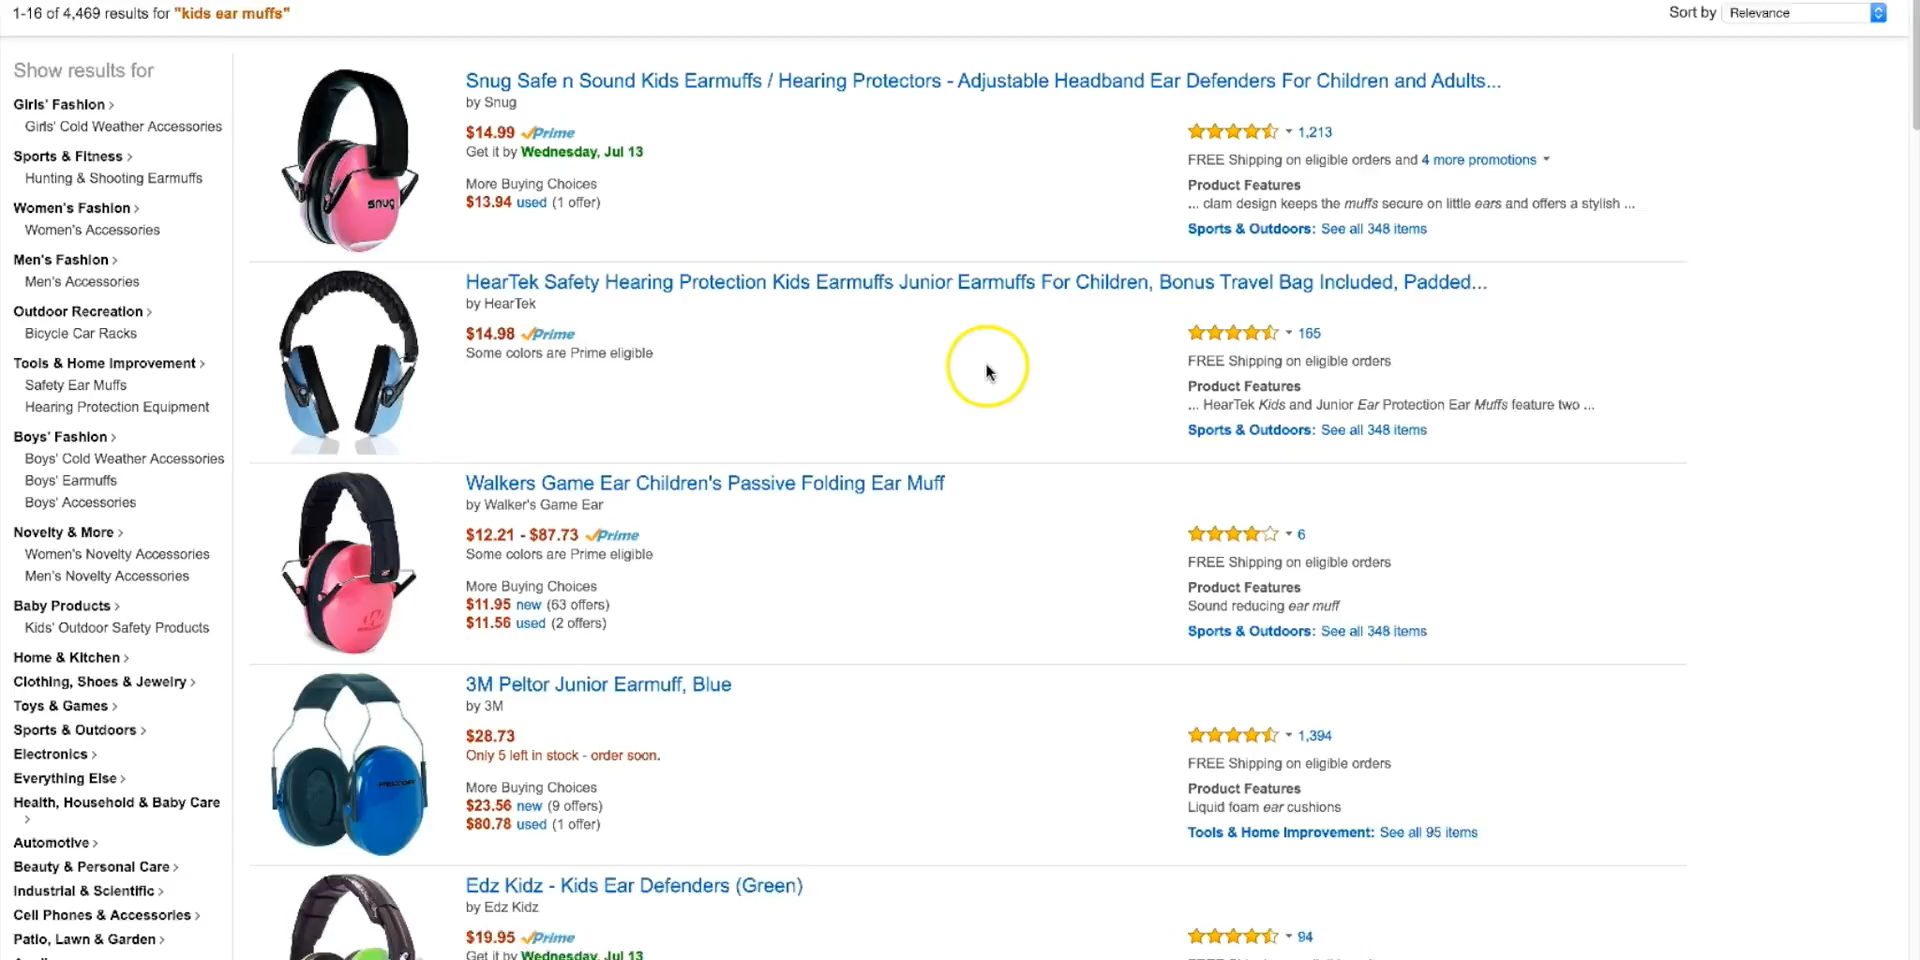 1-16 of 4,469 results for "kids ear muffs"
Sort by Relevance
Show results for
Girls' Fashion >
Girls' Cold Weather Accessories
Sports & Fitness >
Hunting & Shooting Earmuffs
Women's Fashion >
Women's Accessories
Men's Fashion >
Men's Accessories
Outdoor Recreation >
Bicycle Car Racks
Tools & Home Improvement >
Safety Ear Muffs
Hearing Protection Equipment
Boys' Fashion >
Boys' Cold Weather Accessories
Boys' Earmuffs
Boys' Accessories
Novelty & More >
Women's Novelty Accessories
Men's Novelty Accessories
Baby Products >
Kids' Outdoor Safety Products
Home & Kitchen >
Clothing, Shoes & Jewelry >
Toys & Games >
Sports & Outdoors >
Electronics >
Everything Else >
Health, Household & Baby Care
>
Automotive >
Beauty & Personal Care >
Industrial & Scientific >
Cell Phones & Accessories >
Patio, Lawn & Garden >
snug
Snug Safe n Sound Kids Earmuffs / Hearing Protectors - Adjustable Headband Ear Defenders For Children and Adults...
by Snug
$14.99 Prime
Get it by Wednesday, Jul 13
More Buying Choices
$13.94 used (1 offer)
1,213
FREE Shipping on eligible orders and 4 more promotions
Product Features
... clam design keeps the muffs secure on little ears and offers a stylish ...
Sports & Outdoors: See all 348 items
HearTek Safety Hearing Protection Kids Earmuffs Junior Earmuffs For Children, Bonus Travel Bag Included, Padded...
by HearTek
$14.98 Prime
Some colors are Prime eligible
165
FREE Shipping on eligible orders
Product Features
... HearTek Kids and Junior Ear Protection Ear Muffs feature two ...
Sports & Outdoors: See all 348 items
Walkers Game Ear Children's Passive Folding Ear Muff
by Walker's Game Ear
$12.21 - $87.73 Prime
Some colors are Prime eligible
More Buying Choices
$11.95 new (63 offers)
$11.56 used (2 offers)
6
FREE Shipping on eligible orders
Product Features
Sound reducing ear muff
Sports & Outdoors: See all 348 items
PELTOR
3M Peltor Junior Earmuff, Blue
by 3M
$28.73
Only 5 left in stock - order soon.
More Buying Choices
$23.56 new (9 offers)
$80.78 used (1 offer)
1,394
FREE Shipping on eligible orders
Product Features
Liquid foam ear cushions
Tools & Home Improvement: See all 95 items
Edz Kidz - Kids Ear Defenders (Green)
by Edz Kidz
$19.95 Prime
Get it by Wednesday, Jul 13
94